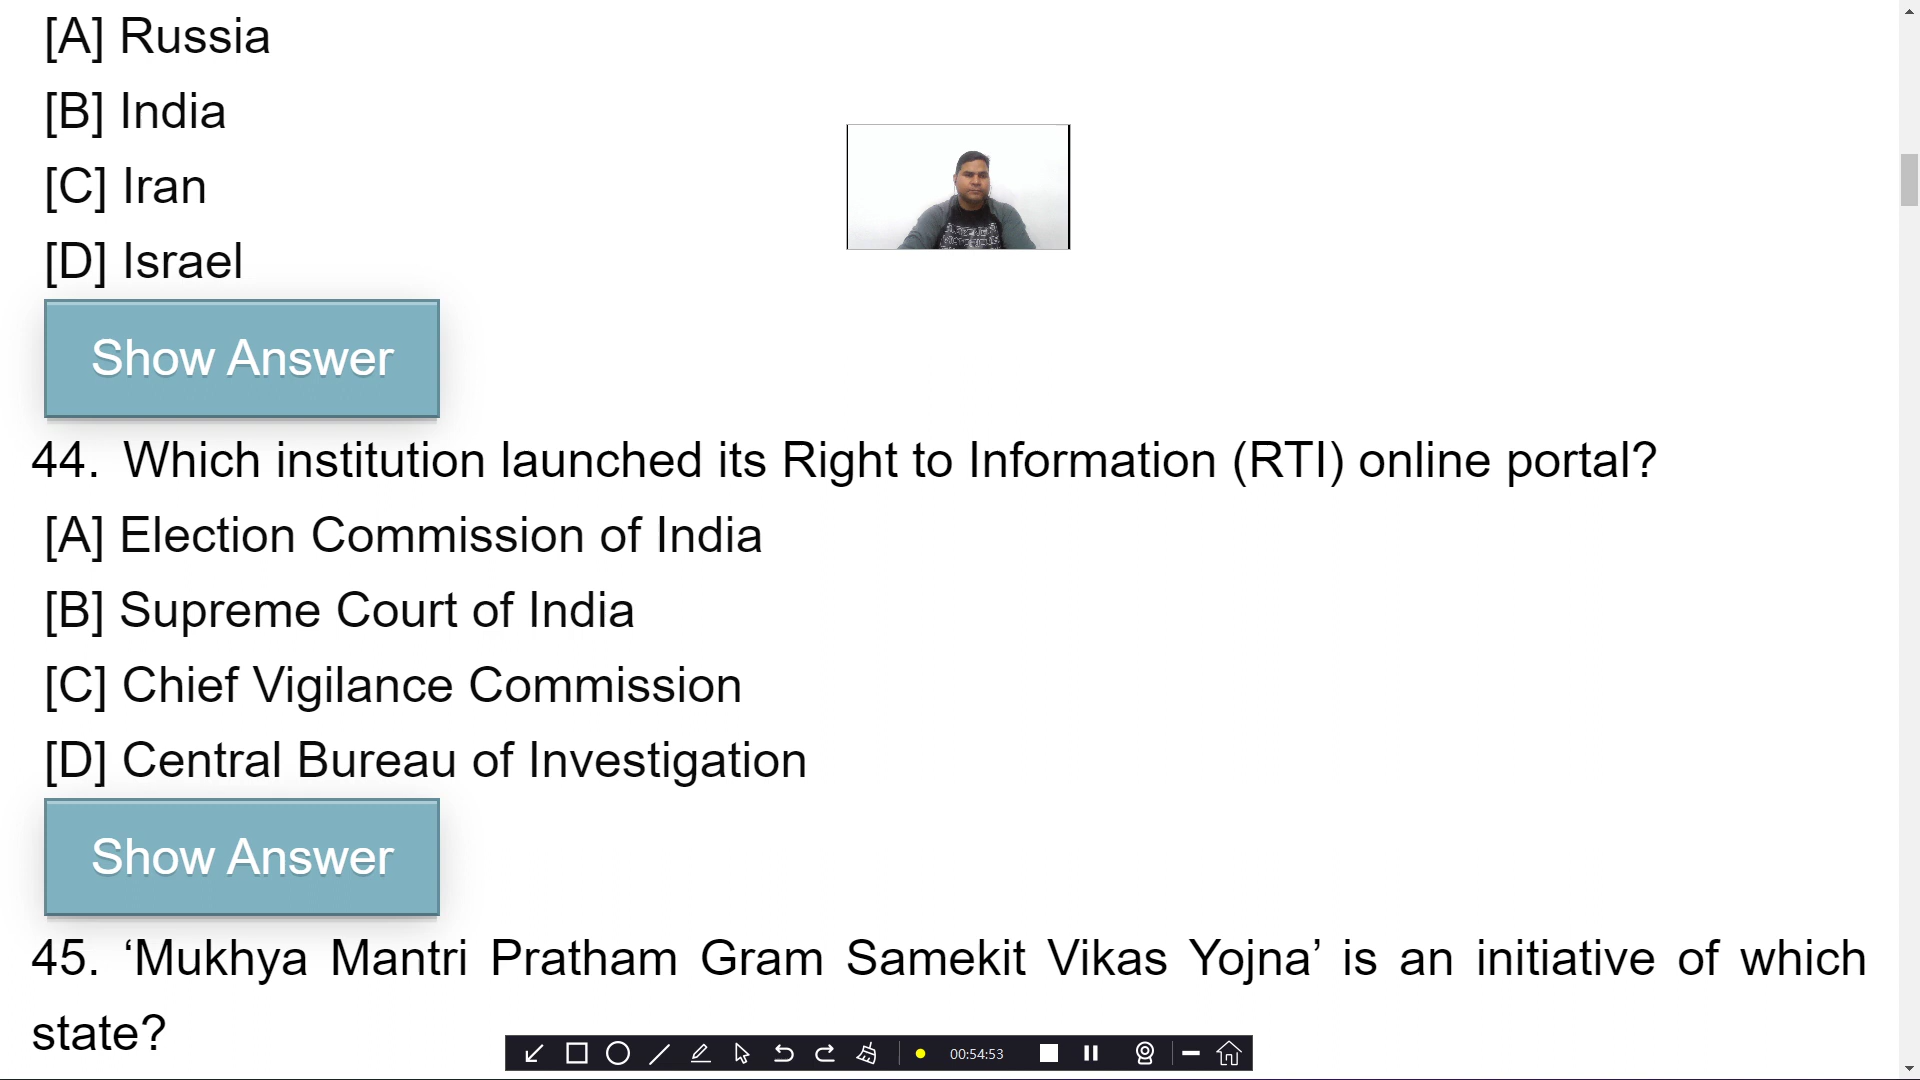 [A] Russia
[B] India
[C] Iran
[D] Israel
Show Answer
44. Which institution launched its Right to Information (RTI) online portal?
[A] Election Commission of India
[B] Supreme Court of India
[C] Chief Vigilance Commission
[D] Central Bureau of Investigation
Show Answer
45. ‘Mukhya Mantri Pratham Gram Samekit Vikas Yojna’ is an initiative of which
state?
00:54:53